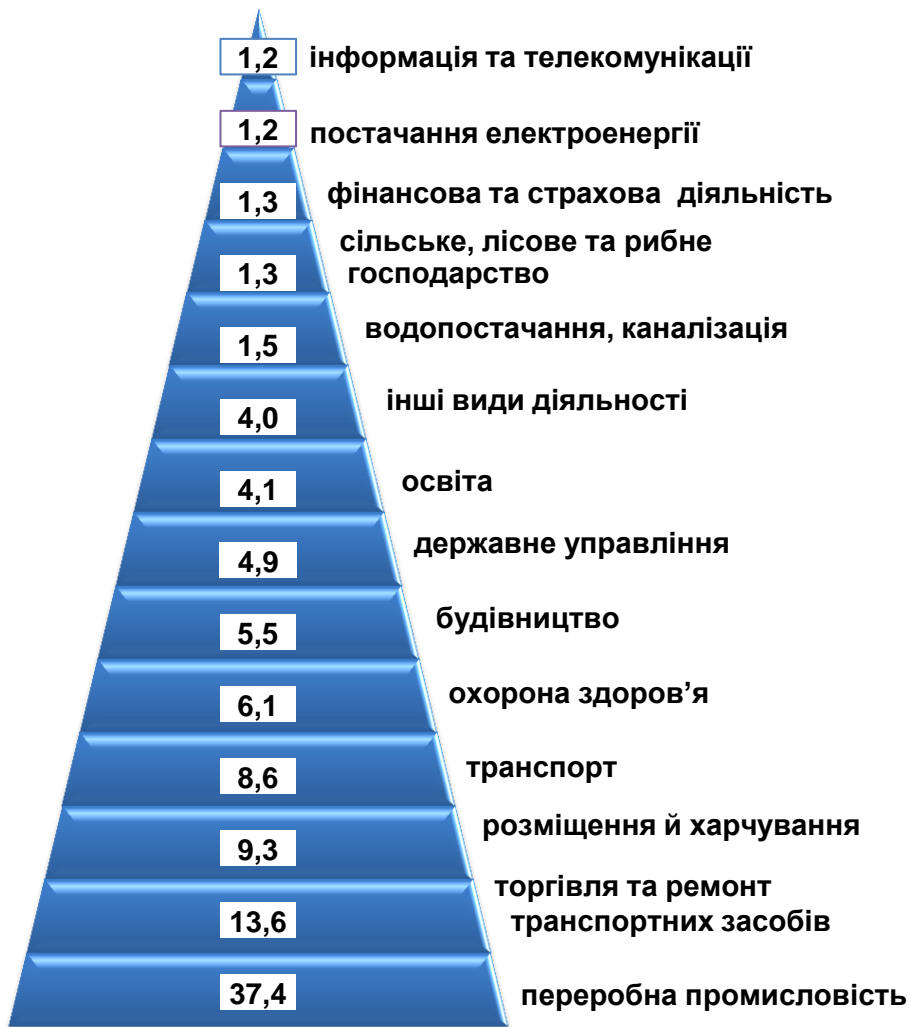 1,2 інформація та телекомунікації
1,2 постачання електроенергії
1,3 фінансова та страхова діяльність
1,3 сільське, лісове та рибне
господарство
1,5 водопостачання, каналізація
4,0 інші види діяльності
4,1 освіта
4,9 державне управління
5,5 будівництво
6,1 охорона здоров’я
8,6 транспорт
9,3 розміщення й харчування
13,6 торгівля та ремонт
транспортних засобів
37,4 переробна промисловість